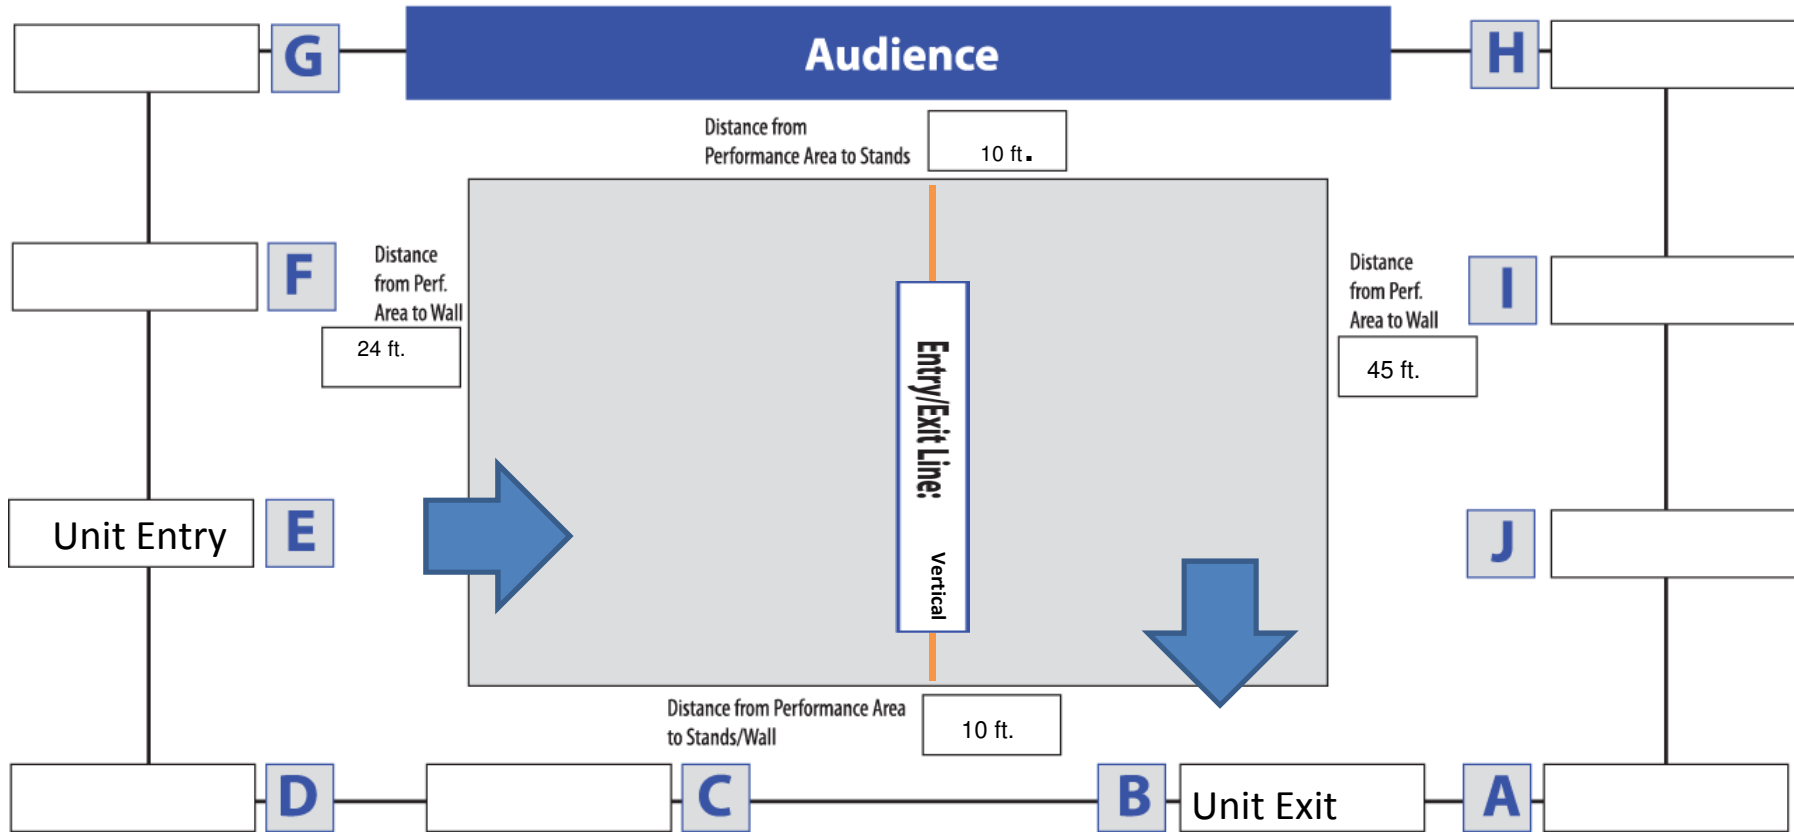 G
Audience
H
Distance from
Performance Area to Stands
10 ft.
F
Distance
from Perf.
Area to Wall
24 ft.
Distance
from Perf.
Area to Wall
45 ft.
I
Entry/Exit Line:
Vertical
Unit Entry
E
J
Distance from Performance Area
to Stands/Wall
10 ft.
D
C
B
Unit Exit
A